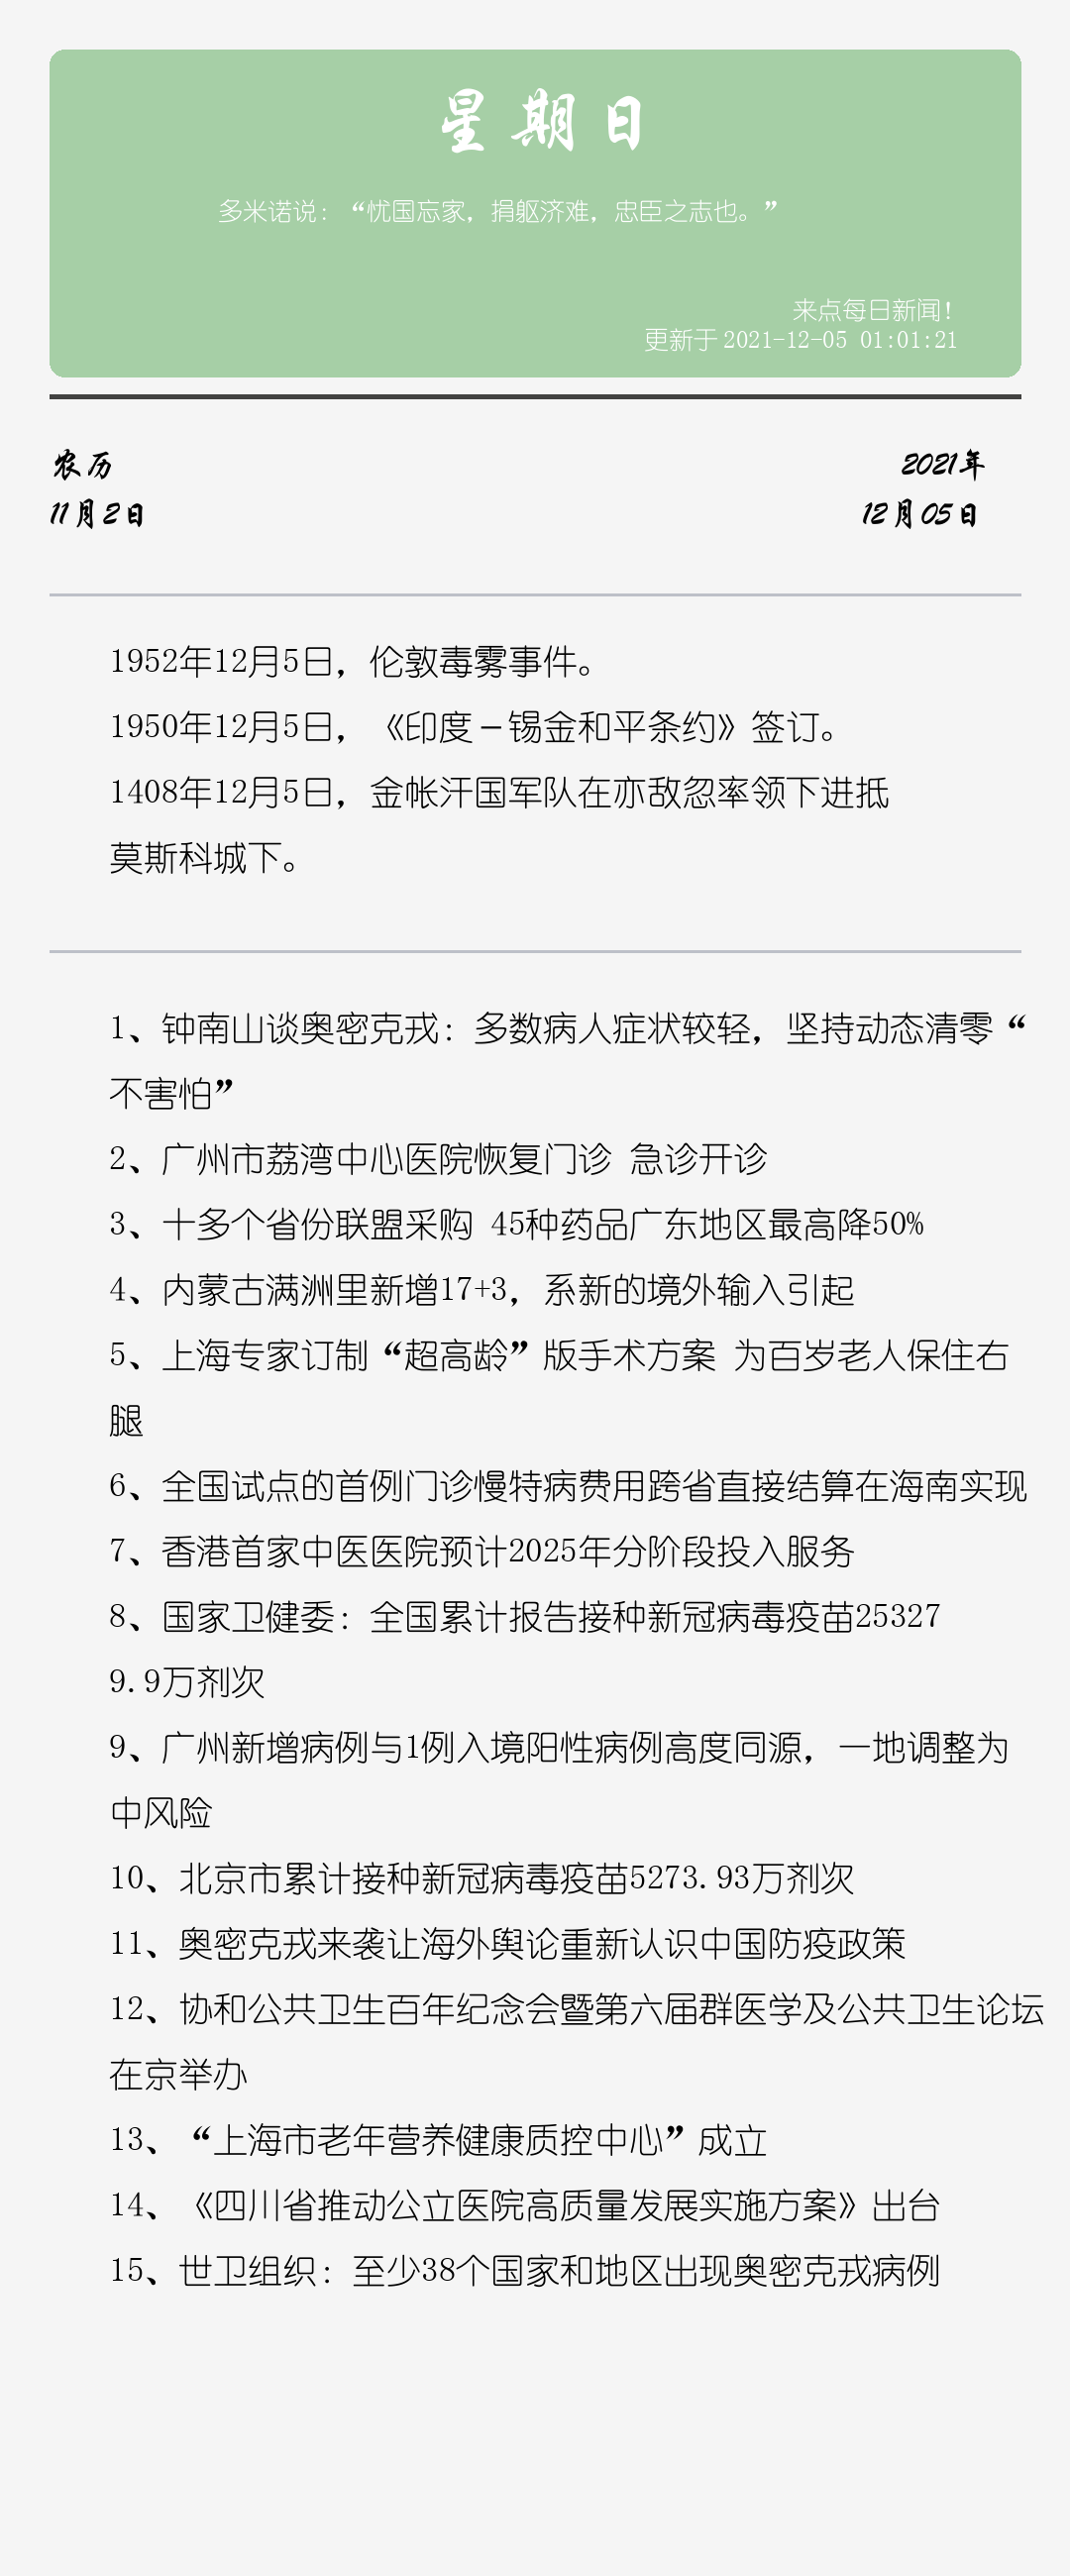 星期日
多米诺说：“忧国忘家，捐躯济难，忠臣之志也。”
来点每日新闻！
更新于2021-12-05 01:01:21
农历
2021年
11月2日
12月05日
1952年12月5日，伦敦毒雾事件。
1950年12月5日，《印度－锡金和平条约》签订。
1408年12月5日，金帐汗国军队在亦敌忽率领下进抵
莫斯科城下。
1、钟南山谈奥密克戎：多数病人症状较轻，坚持动态清零“
不害怕”
2、广州市荔湾中心医院恢复门诊 急诊开诊
3、十多个省份联盟采购 45种药品广东地区最高降50%
4、内蒙古满洲里新增17+3，系新的境外输入引起
5、上海专家订制“超高龄”版手术方案 为百岁老人保住右
腿
6、全国试点的首例门诊慢特病费用跨省直接结算在海南实现
7、香港首家中医医院预计2025年分阶段投入服务
8、国家卫健委：全国累计报告接种新冠病毒疫苗25327
9.9万剂次
9、广州新增病例与1例入境阳性病例高度同源，一地调整为
中风险
10、北京市累计接种新冠病毒疫苗5273.93万剂次
11、奥密克戎来袭让海外舆论重新认识中国防疫政策
12、协和公共卫生百年纪念会暨第六届群医学及公共卫生论坛
在京举办
13、“上海市老年营养健康质控中心”成立
14、《四川省推动公立医院高质量发展实施方案》出台
15、世卫组织：至少38个国家和地区出现奥密克戎病例